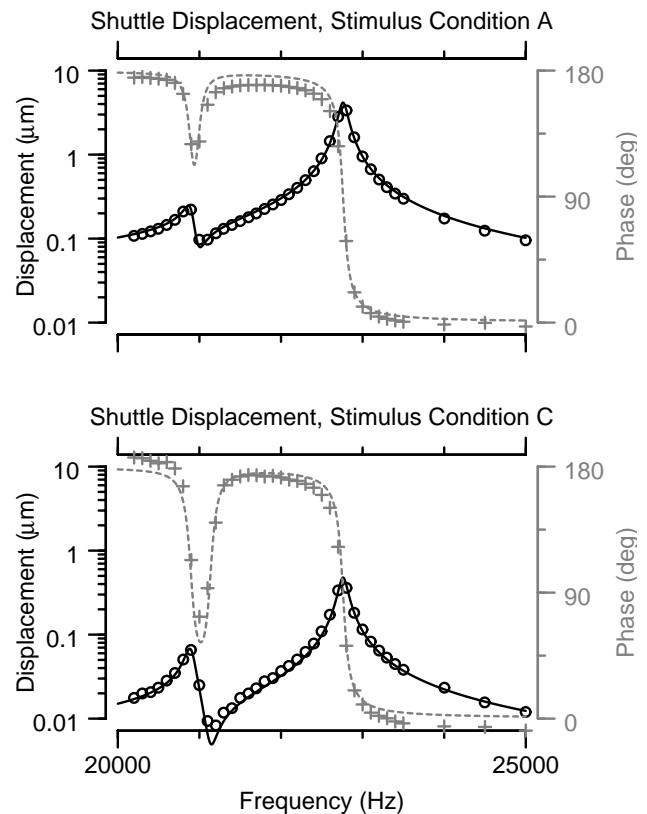 Shuttle Displacement, Stimulus Condition A
Displacement (μm)
10
1
0.1
0.01
180
90
0
Phase (deg)
Shuttle Displacement, Stimulus Condition C
Displacement (μm)
10
1
0.1
0.01
180
90
0
Phase (deg)
20000
25000
Frequency (Hz)